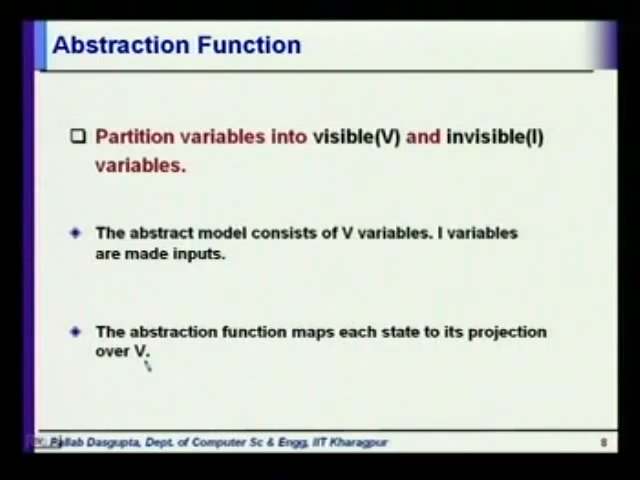 Abstraction Function
Partition variables into visible(V) and invisible(I)
variables.
The abstract model consists of V variables. I variables
are made inputs.
The abstraction function maps each state to its projection
over V.
Pallab Dasgupta, Dept. of Computer Sc & Engg, IIT Kharagpur
8